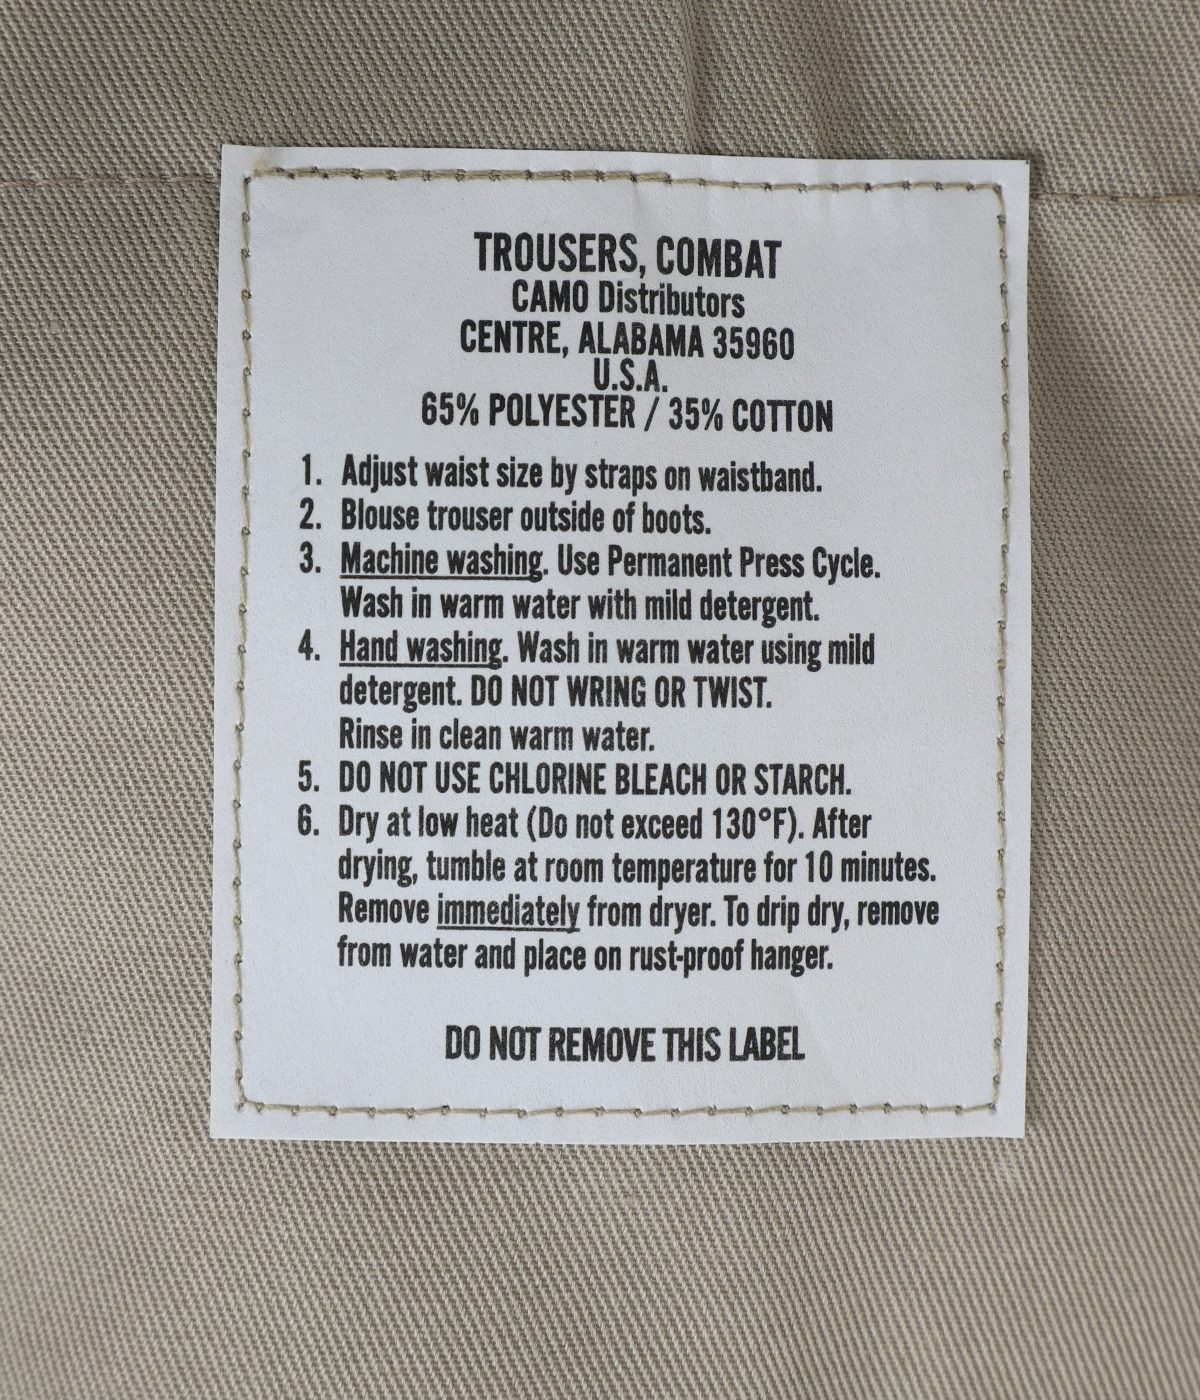 TROUSERS, COMBAT
CAMO Distributors
CENTRE, ALABAMA 35960
U.S.A.
65% POLYESTER / 35% COTTON
1. Adjust waist size by straps on waistband.
2. Blouse trouser outside of boots.
3. Machine washing. Use Permanent Press Cycle.
Wash in warm water with mild detergent.
4. Hand washing. Wash in warm water using mild
detergent. DO NOT WRING OR TWIST.
Rinse in clean warm water.
5. DO NOT USE CHLORINE BLEACH OR STARCH.
6. Dry at low heat (Do not exceed 130°F). After
drying, tumble at room temperature for 10 minutes.
Remove immediately from dryer. To drip dry, remove
from water and place on rust-proof hanger.
DO NOT REMOVE THIS LABEL